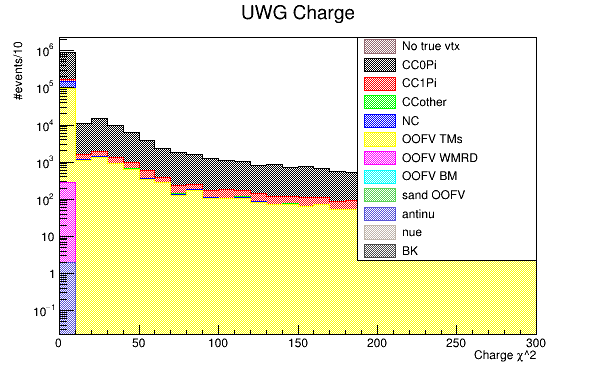 UWG Charge
#events/10
10^6
10^5
10^4
10^3
10^2
10
1
10^-1
No true vtx
CC0Pi
CC1Pi
CCother
NC
OOFV TMs
OOFV WMRD
OOFV BM
sand OOFV
antinu
nue
BK
0 50 100 150 200 250 300
Charge χ^2